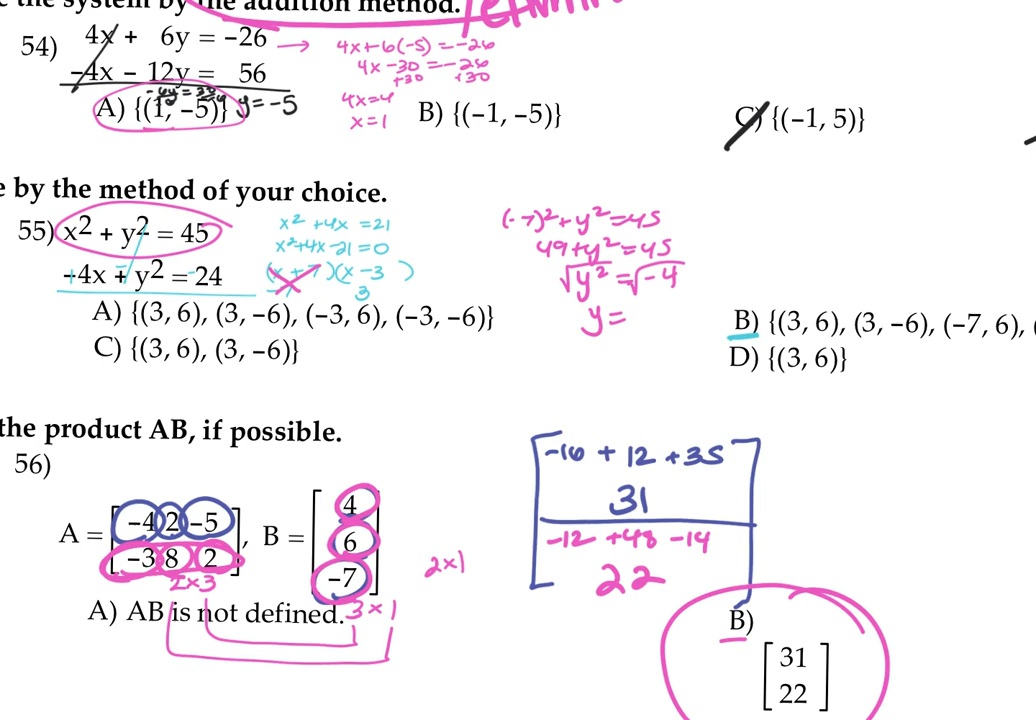 the system by the addition method.
54) 4x + 6y = −26
−4x − 12y = 56
−6y = 30
y = −5
4x+6(-5) = -26
4x -30 = -26
+30 +30
4x=4
x=1
A) {(1, −5)} B) {(−1, −5)} C) {(−1, 5)}
e by the method of your choice.
55) x² + y² = 45
−4x + y² = 24
x² +4x = 21
x²+4x -21=0
(x +7)(x -3 )
-7 3
(-7)²+y²=45
49+y²=45
√y² = √-4
y=
A) {(3, 6), (3, −6), (−3, 6), (−3, −6)} B) {(3, 6), (3, −6), (−7, 6),
C) {(3, 6), (3, −6)} D) {(3, 6)}
the product AB, if possible.
56)
A = [−4 2 −5
−3 8 2], B = [4
6
−7]
2x3 3x1 2x1
-16 + 12 +35
31
-12 +48 -14
22
A) AB is not defined. B)
[31
22]